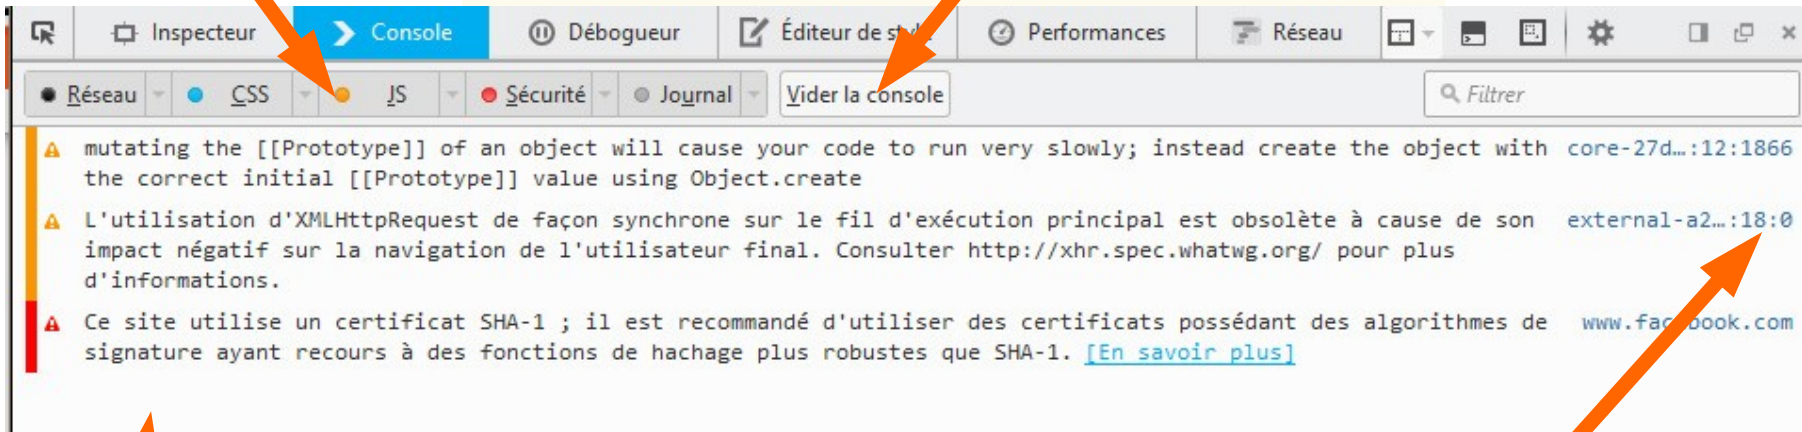 Inspecteur Console Débogueur Éditeur de style Performances Réseau
Réseau CSS JS Sécurité Journal Vider la console Filtrer
mutating the [[Prototype]] of an object will cause your code to run very slowly; instead create the object with core-27d…:12:1866
the correct initial [[Prototype]] value using Object.create
L'utilisation d'XMLHttpRequest de façon synchrone sur le fil d'exécution principal est obsolète à cause de son external-a2…:18:0
impact négatif sur la navigation de l'utilisateur final. Consulter http://xhr.spec.whatwg.org/ pour plus
d'informations.
Ce site utilise un certificat SHA-1 ; il est recommandé d'utiliser des certificats possédant des algorithmes de www.facebook.com
signature ayant recours à des fonctions de hachage plus robustes que SHA-1. [En savoir plus]